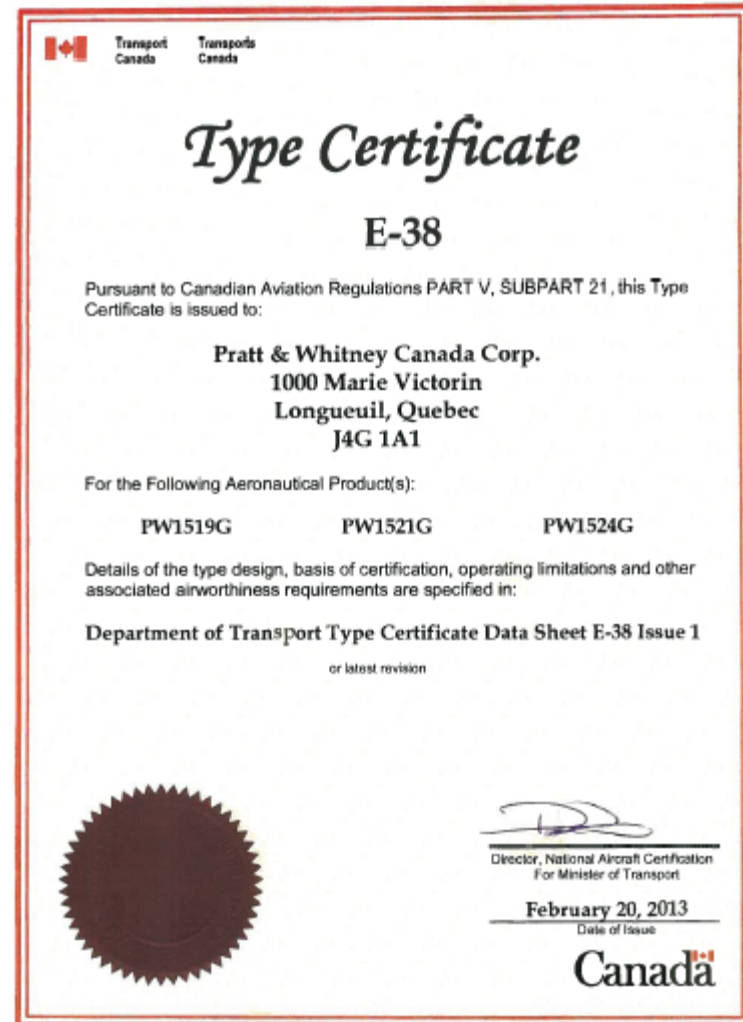 Transport Transports
Canada Canada
Type Certificate
E-38
Pursuant to Canadian Aviation Regulations PART V, SUBPART 21, this Type
Certificate is issued to:
Pratt & Whitney Canada Corp.
1000 Marie Victorin
Longueuil, Quebec
J4G 1A1
For the Following Aeronautical Product(s):
PW1519G PW1521G PW1524G
Details of the type design, basis of certification, operating limitations and other
associated airworthiness requirements are specified in:
Department of Transport Type Certificate Data Sheet E-38 Issue 1
or latest revision
Director, National Aircraft Certification
For Minister of Transport
February 20, 2013
Date of Issue
Canada